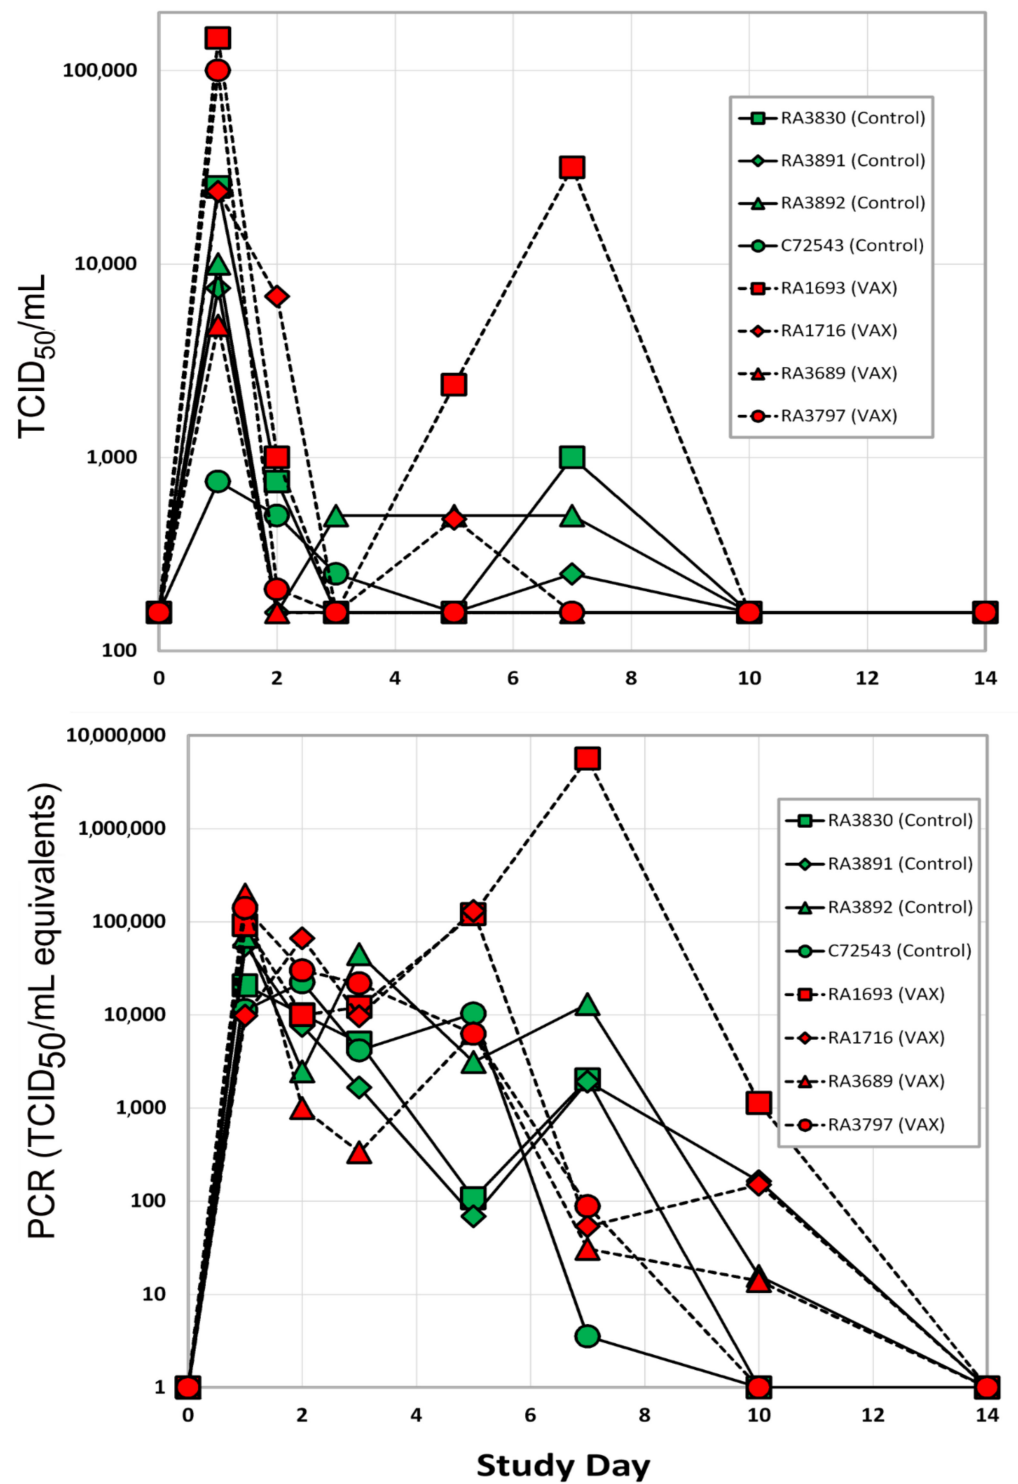 100,000
10,000
1,000
100
TCID50/mL
RA3830 (Control)
RA3891 (Control)
RA3892 (Control)
C72543 (Control)
RA1693 (VAX)
RA1716 (VAX)
RA3689 (VAX)
RA3797 (VAX)
0 2 4 6 8 10 12 14
10,000,000
1,000,000
100,000
10,000
1,000
100
10
1
PCR (TCID50/mL equivalents)
RA3830 (Control)
RA3891 (Control)
RA3892 (Control)
C72543 (Control)
RA1693 (VAX)
RA1716 (VAX)
RA3689 (VAX)
RA3797 (VAX)
0 2 4 6 8 10 12 14
Study Day